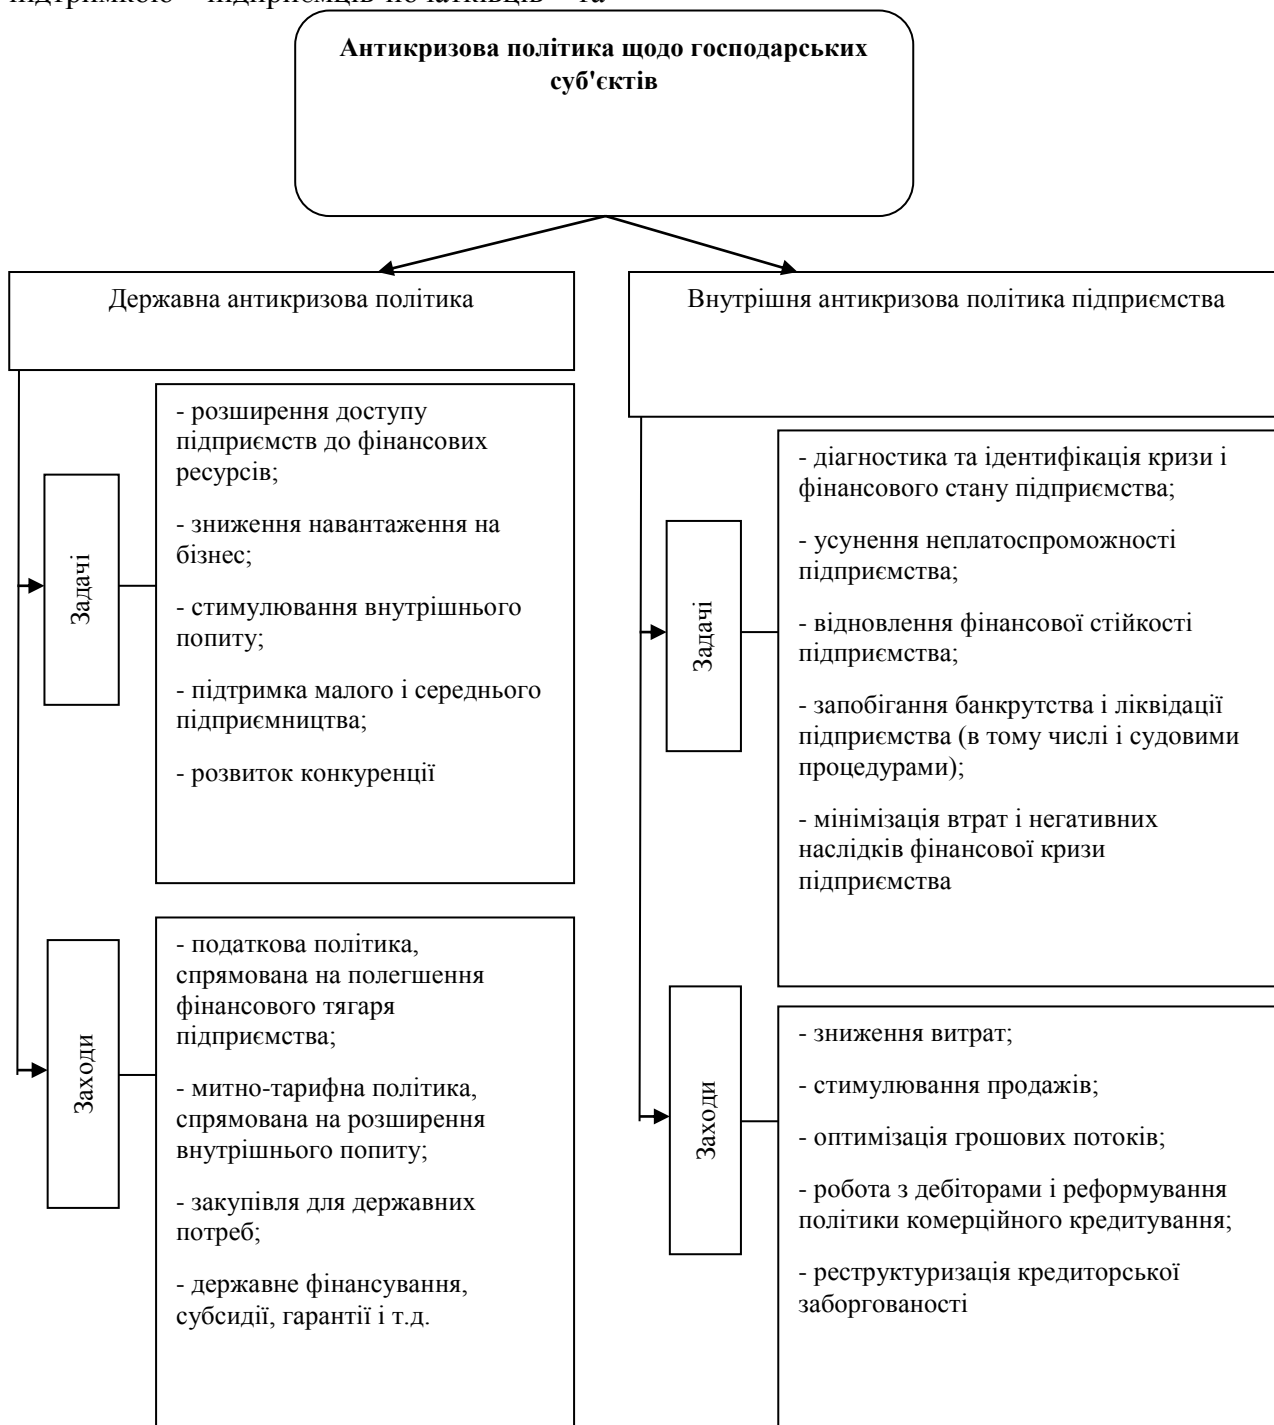 Антикризова політика щодо господарських
суб'єктів
Державна антикризова політика
Задачі
- розширення доступу
підприємств до фінансових
ресурсів;
- зниження навантаження на
бізнес;
- стимулювання внутрішнього
попиту;
- підтримка малого і середнього
підприємництва;
- розвиток конкуренції
Заходи
- податкова політика,
спрямована на полегшення
фінансового тягаря
підприємства;
- митно-тарифна політика,
спрямована на розширення
внутрішнього попиту;
- закупівля для державних
потреб;
- державне фінансування,
субсидії, гарантії і т.д.
Внутрішня антикризова політика підприємства
Задачі
- діагностика та ідентифікація кризи і
фінансового стану підприємства;
- усунення неплатоспроможності
підприємства;
- відновлення фінансової стійкості
підприємства;
- запобігання банкрутства і ліквідації
підприємства (в тому числі і судовими
процедурами);
- мінімізація втрат і негативних
наслідків фінансової кризи
підприємства
Заходи
- зниження витрат;
- стимулювання продажів;
- оптимізація грошових потоків;
- робота з дебіторами і реформування
політики комерційного кредитування;
- реструктуризація кредиторської
заборгованості